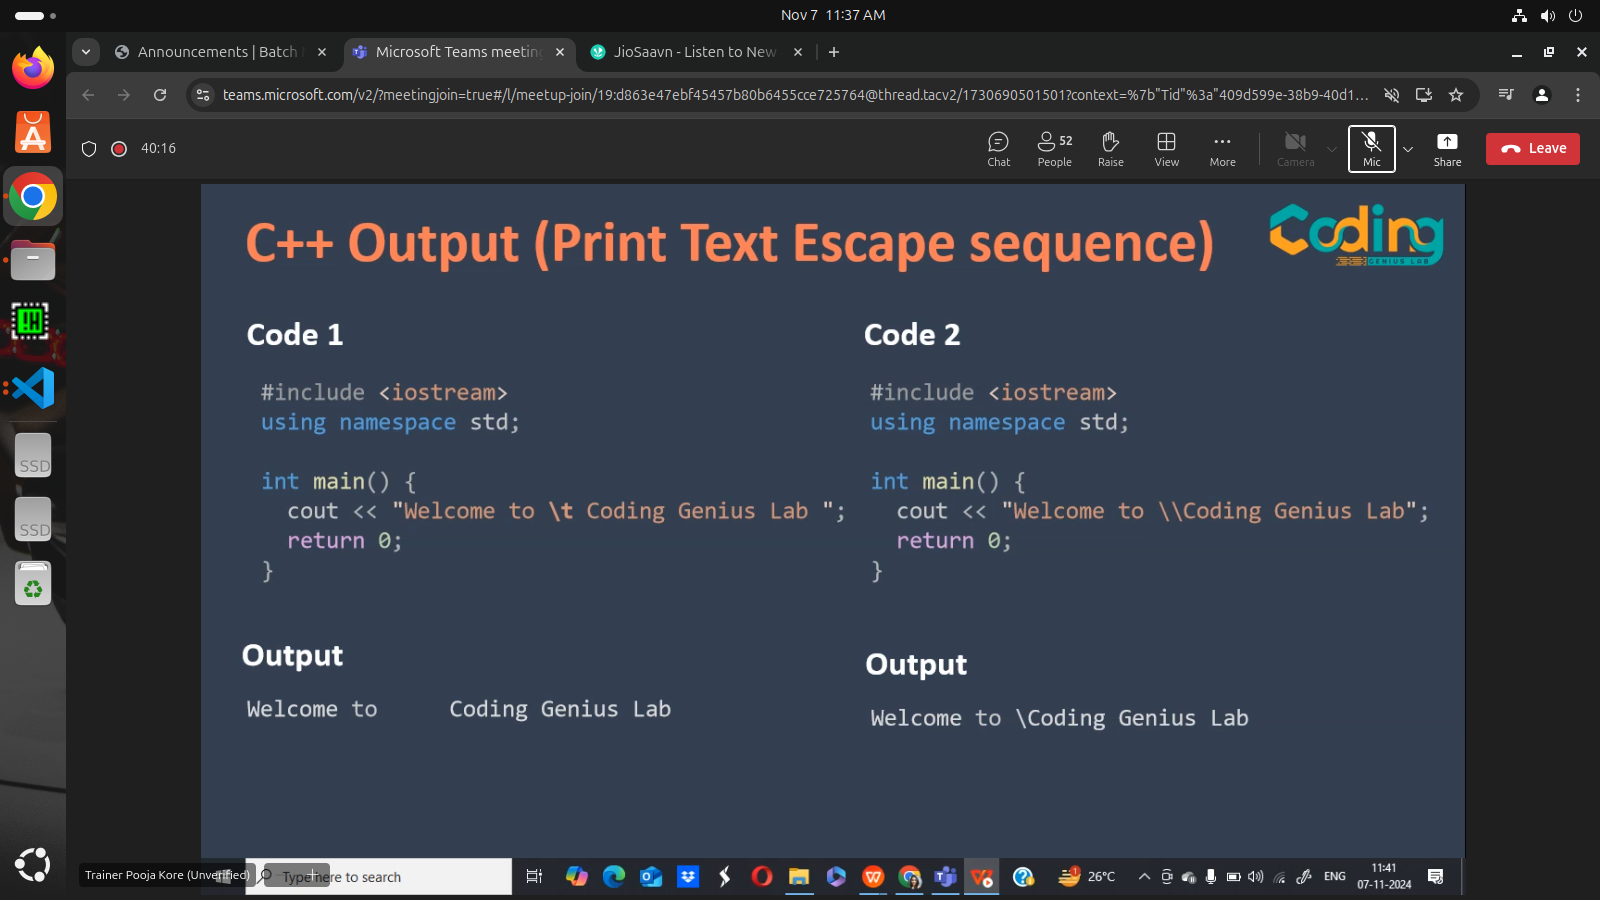 Nov 7 11:37 AM
Announcements | Batch
Microsoft Teams meeting
JioSaavn - Listen to New
teams.microsoft.com/v2/?meetingjoin=true#/l/meetup-join/19:d863e47ebf45457b80b6455cce725764@thread.tacv2/1730690501501?context=%7b"Tid"%3a"409d599e-38b9-40d1...
40:16
Chat
52
People
Raise
View
More
Camera
Mic
Share
Leave
C++ Output (Print Text Escape sequence)
Coding
GENIUS LAB
Code 1
#include <iostream>
using namespace std;
int main() {
cout << "Welcome to \t Coding Genius Lab ";
return 0;
}
Output
Welcome to Coding Genius Lab
Code 2
#include <iostream>
using namespace std;
int main() {
cout << "Welcome to \\Coding Genius Lab";
return 0;
}
Output
Welcome to \Coding Genius Lab
SSD
SSD
Trainer Pooja Kore (Unverified)
Type here to search
26°C
ENG
11:41
07-11-2024